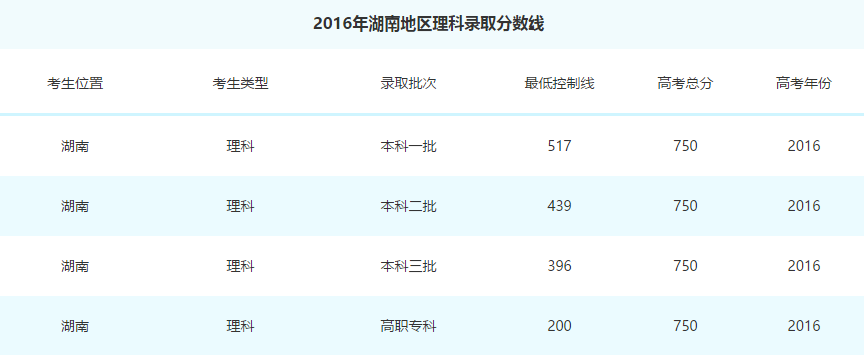 2016年湖南地区理科录取分数线
考生位置 考生类型 录取批次 最低控制线 高考总分 高考年份
湖南 理科 本科一批 517 750 2016
湖南 理科 本科二批 439 750 2016
湖南 理科 本科三批 396 750 2016
湖南 理科 高职专科 200 750 2016